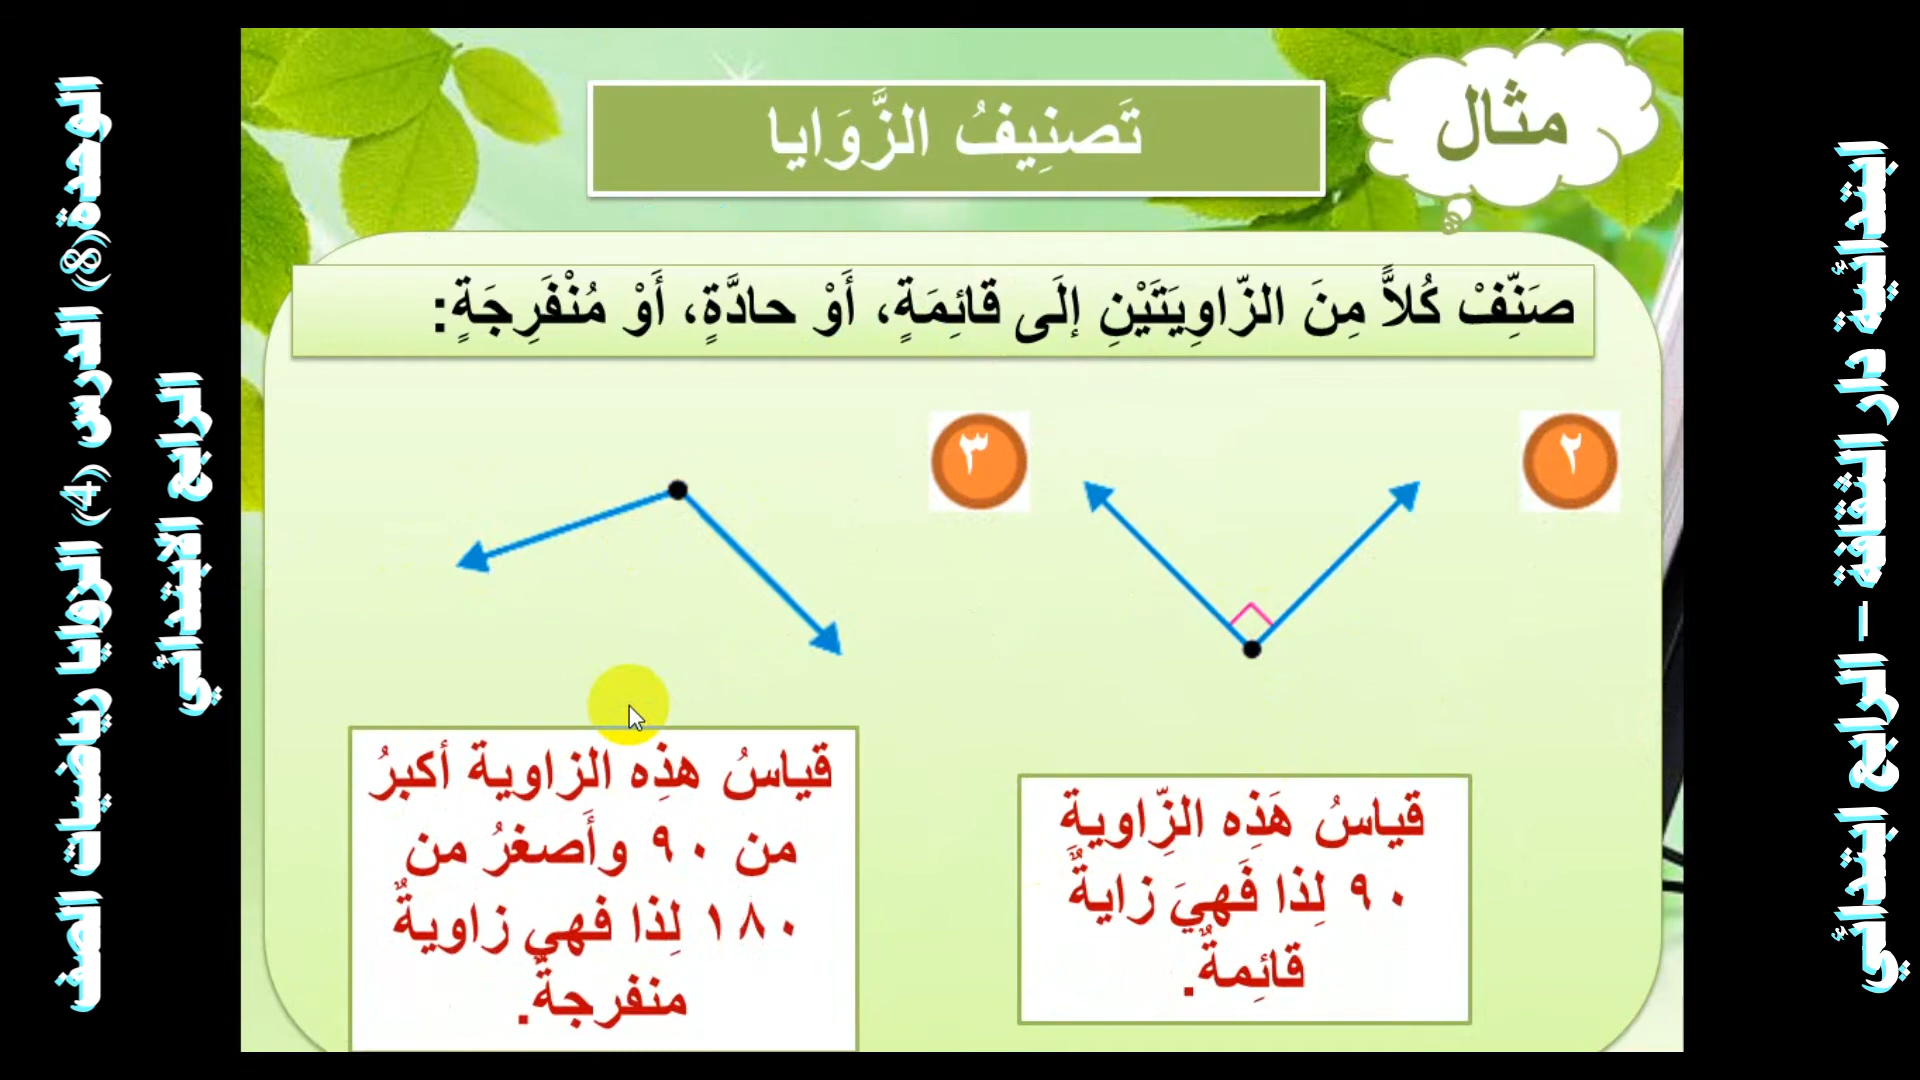 مثال
تَصنِيفُ الزَّوَايا
صَنِّفْ كُلاًّ مِنَ الزّاوِيَتَيْنِ إلَى قائِمَةٍ، أَوْ حادَّةٍ، أَوْ مُنْفَرِجَةٍ:
٢
٣
قياسُ هَذِه الزِّاوية
٩٠ لِذا فَهيَ زايةٌ
قائِمةٌ.
قياسُ هذِه الزاوية أكبرُ
من ٩٠ وأَصغرُ من
١٨٠ لِذا فهي زاويةٌ
منفرجةٌ.
الوحدة(8) الدرس (4) الزوايا رياضيات الصف
الرابع الابتدائي
ابتدائية دار الثقافة – الرابع ابتدائي